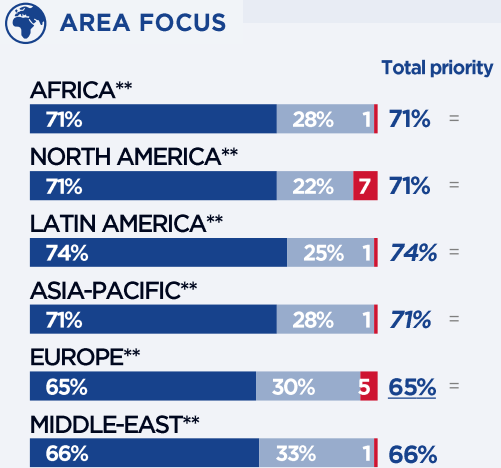 AREA FOCUS
Total priority
AFRICA**
71% 28% 1 71% =
NORTH AMERICA**
71% 22% 7 71% =
LATIN AMERICA**
74% 25% 1 74% =
ASIA-PACIFIC**
71% 28% 1 71% =
EUROPE**
65% 30% 5 65% =
MIDDLE-EAST**
66% 33% 1 66%